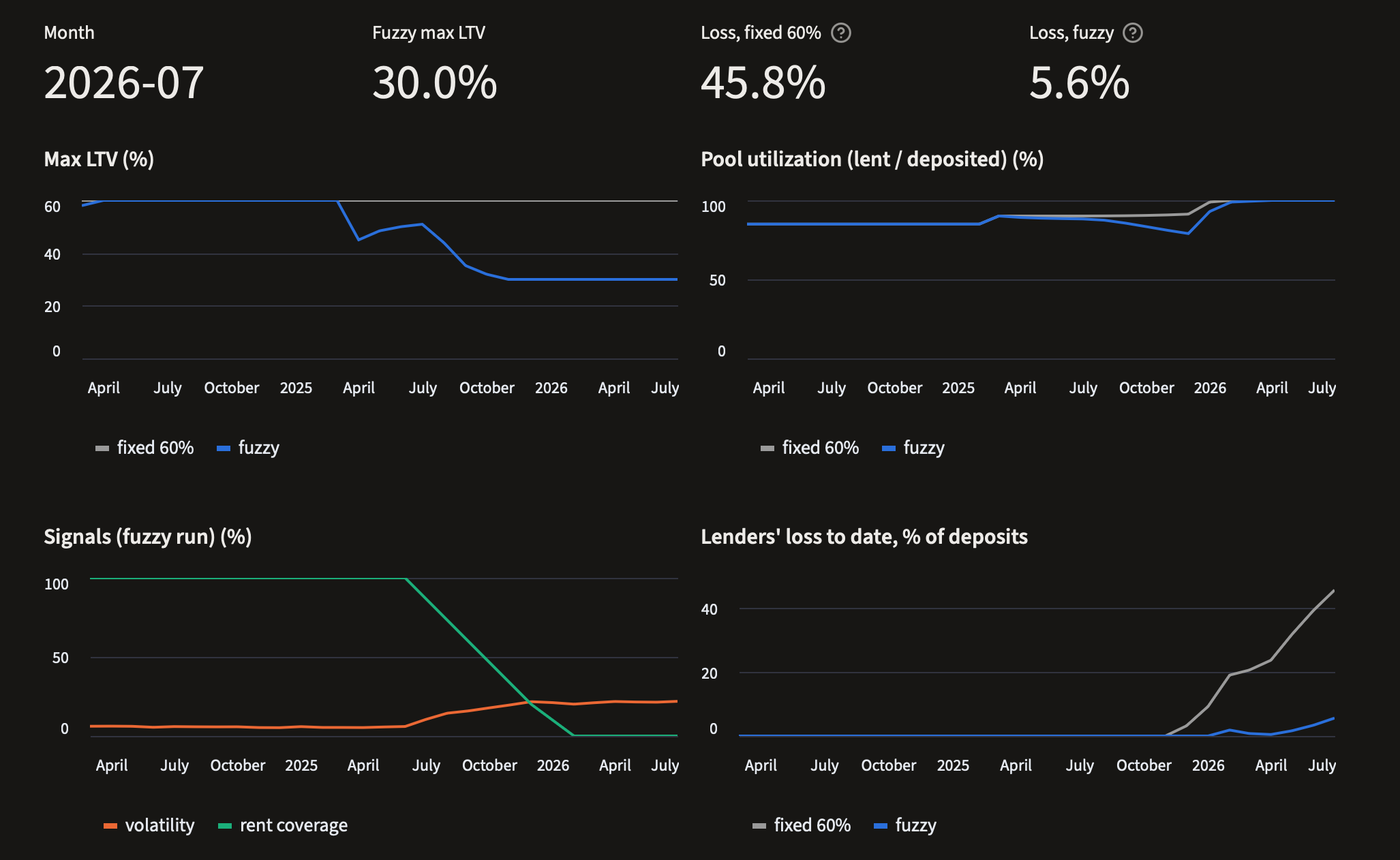 Month Fuzzy max LTV Loss, fixed 60% ? Loss, fuzzy ?
2026-07 30.0% 45.8% 5.6%
Max LTV (%)
60
40
20
0
April July October 2025 April July October 2026 April July
fixed 60% fuzzy
Pool utilization (lent / deposited) (%)
100
50
0
April July October 2025 April July October 2026 April July
fixed 60% fuzzy
Signals (fuzzy run) (%)
100
50
0
April July October 2025 April July October 2026 April July
volatility rent coverage
Lenders' loss to date, % of deposits
40
20
0
April July October 2025 April July October 2026 April July
fixed 60% fuzzy